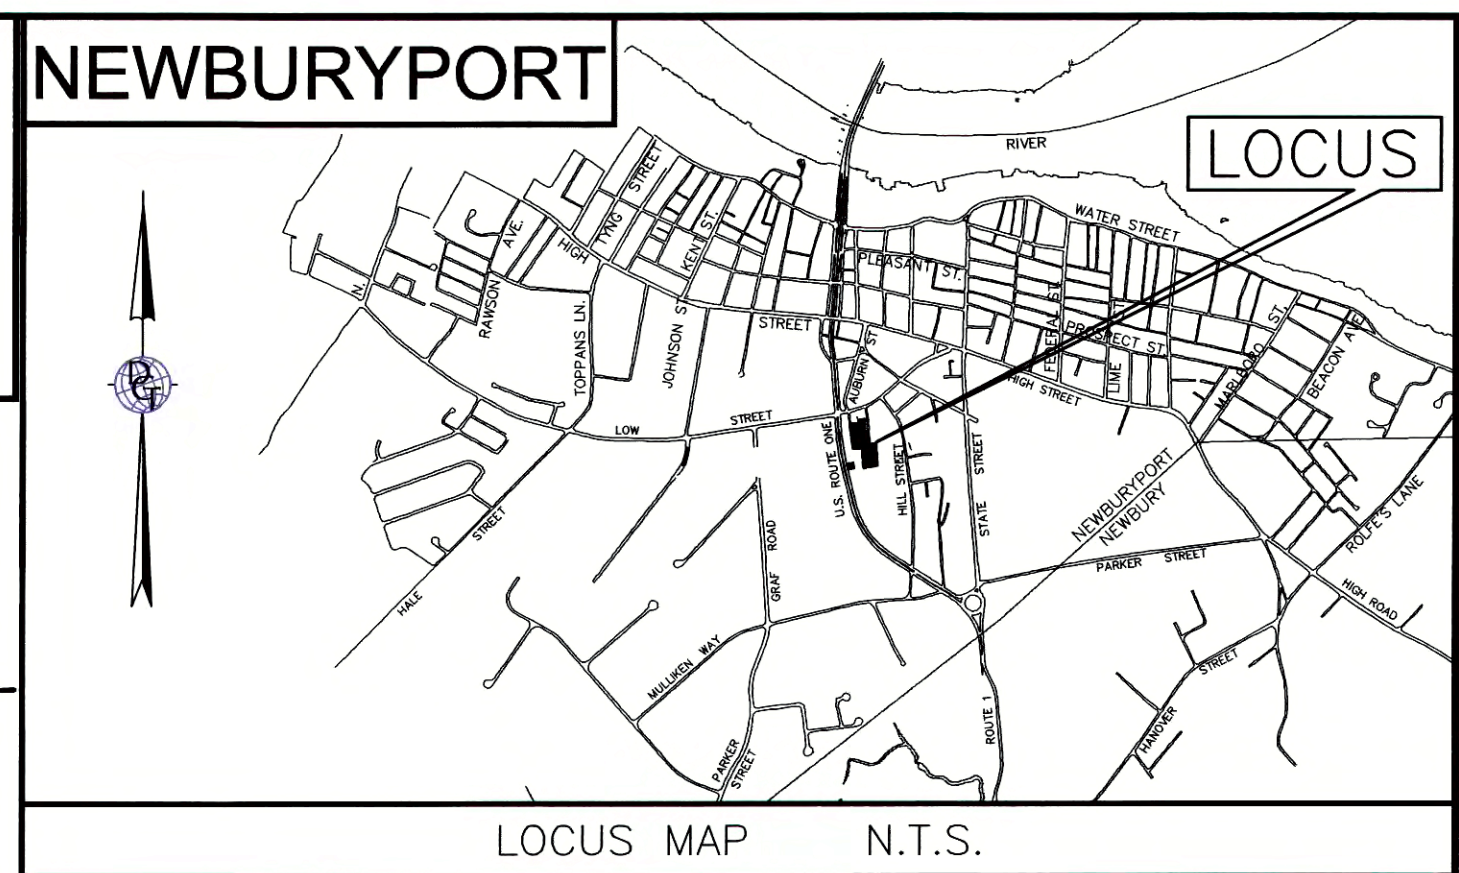 NEWBURYPORT
LOCUS
RIVER
WATER STREET
TYNG STREET
KENT ST.
RAWSON AVE.
HIGH
STREET
PLEASANT ST.
N.
TOPPANS LN.
JOHNSON ST
AUBURN ST
FEDERAL ST.
PROSPECT ST
LIME
MARLBORO ST.
BEACON AVE.
HIGH STREET
LOW
STREET
U.S. ROUTE ONE
HILL STREET
STATE STREET
NEWBURYPORT
NEWBURY
ROLFE'S LANE
HALE STREET
GRAF ROAD
PARKER STREET
HIGH ROAD
MULLIKEN WAY
HANOVER STREET
ROUTE 1
PARKER
STREET
LOCUS MAP N.T.S.